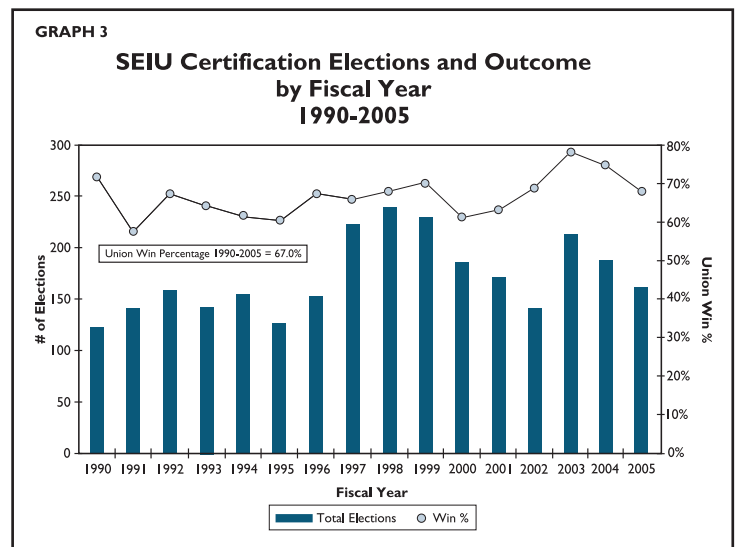 GRAPH 3
SEIU Certification Elections and Outcome
by Fiscal Year
1990-2005
300
250
200
150
100
50
0
# of Elections
80%
70%
60%
50%
40%
30%
20%
10%
0%
Union Win %
Union Win Percentage 1990-2005 = 67.0%
1990 1991 1992 1993 1994 1995 1996 1997 1998 1999 2000 2001 2002 2003 2004 2005
Fiscal Year
Total Elections Win %